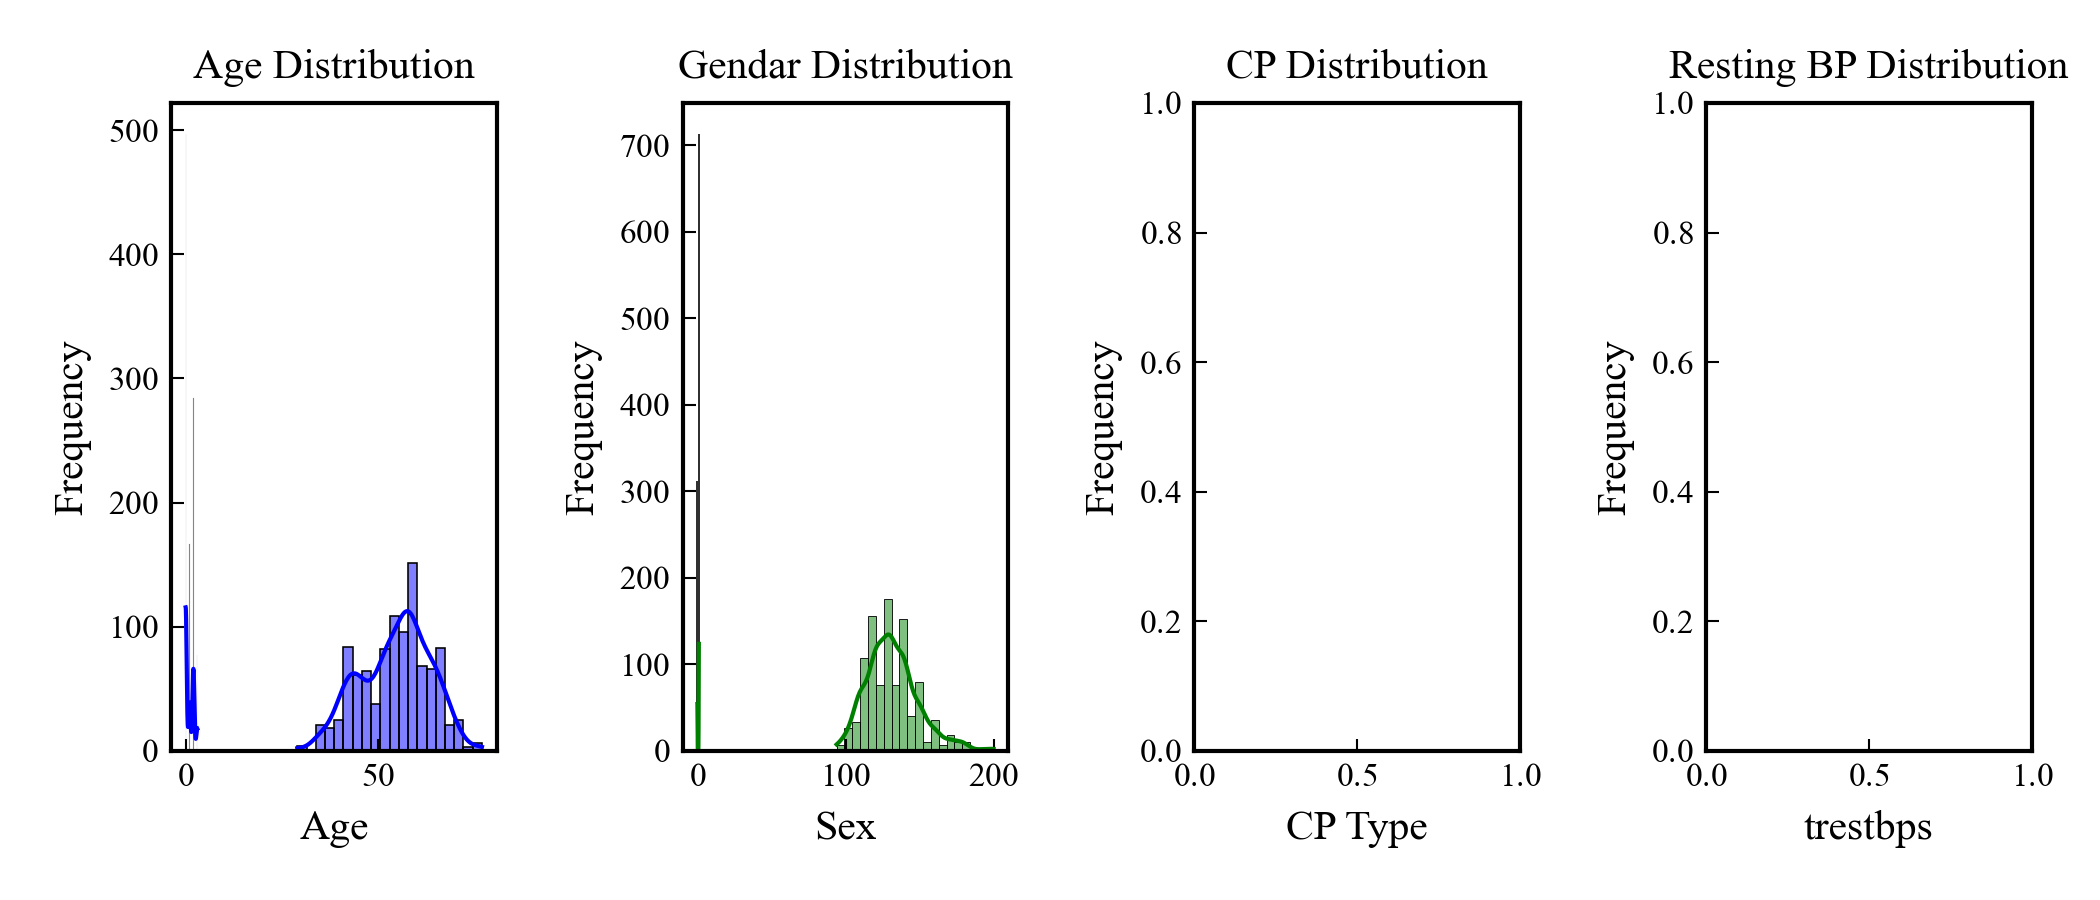 Age Distribution
500
400
300
200
100
0
Frequency
0 50
Age
Gendar Distribution
700
600
500
400
300
200
100
0
Frequency
0 100 200
Sex
CP Distribution
1.0
0.8
0.6
0.4
0.2
0.0
Frequency
0.0 0.5 1.0
CP Type
Resting BP Distribution
1.0
0.8
0.6
0.4
0.2
0.0
Frequency
0.0 0.5 1.0
trestbps